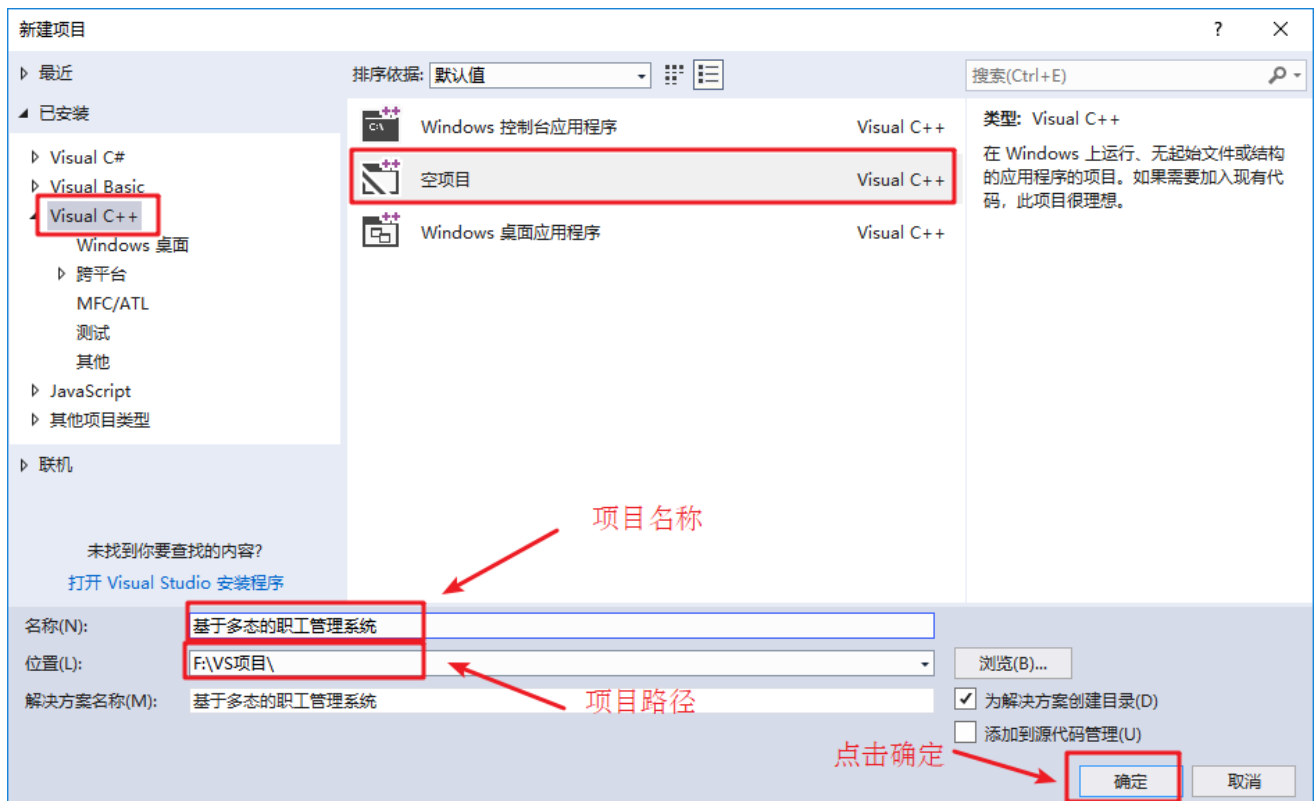 新建项目
?
最近
排序依据: 默认值
搜索(Ctrl+E)
已安装
Visual C#
Visual Basic
Visual C++
Windows 桌面
跨平台
MFC/ATL
测试
其他
JavaScript
其他项目类型
联机
未找到你要查找的内容?
打开 Visual Studio 安装程序
Windows 控制台应用程序 Visual C++
空项目 Visual C++
Windows 桌面应用程序 Visual C++
类型: Visual C++
在 Windows 上运行、无起始文件或结构
的应用程序的项目。如果需要加入现有代
码，此项目很理想。
项目名称
名称(N): 基于多态的职工管理系统
位置(L): F:\VS项目\ 浏览(B)...
项目路径
解决方案名称(M): 基于多态的职工管理系统
为解决方案创建目录(D)
添加到源代码管理(U)
点击确定
确定 取消